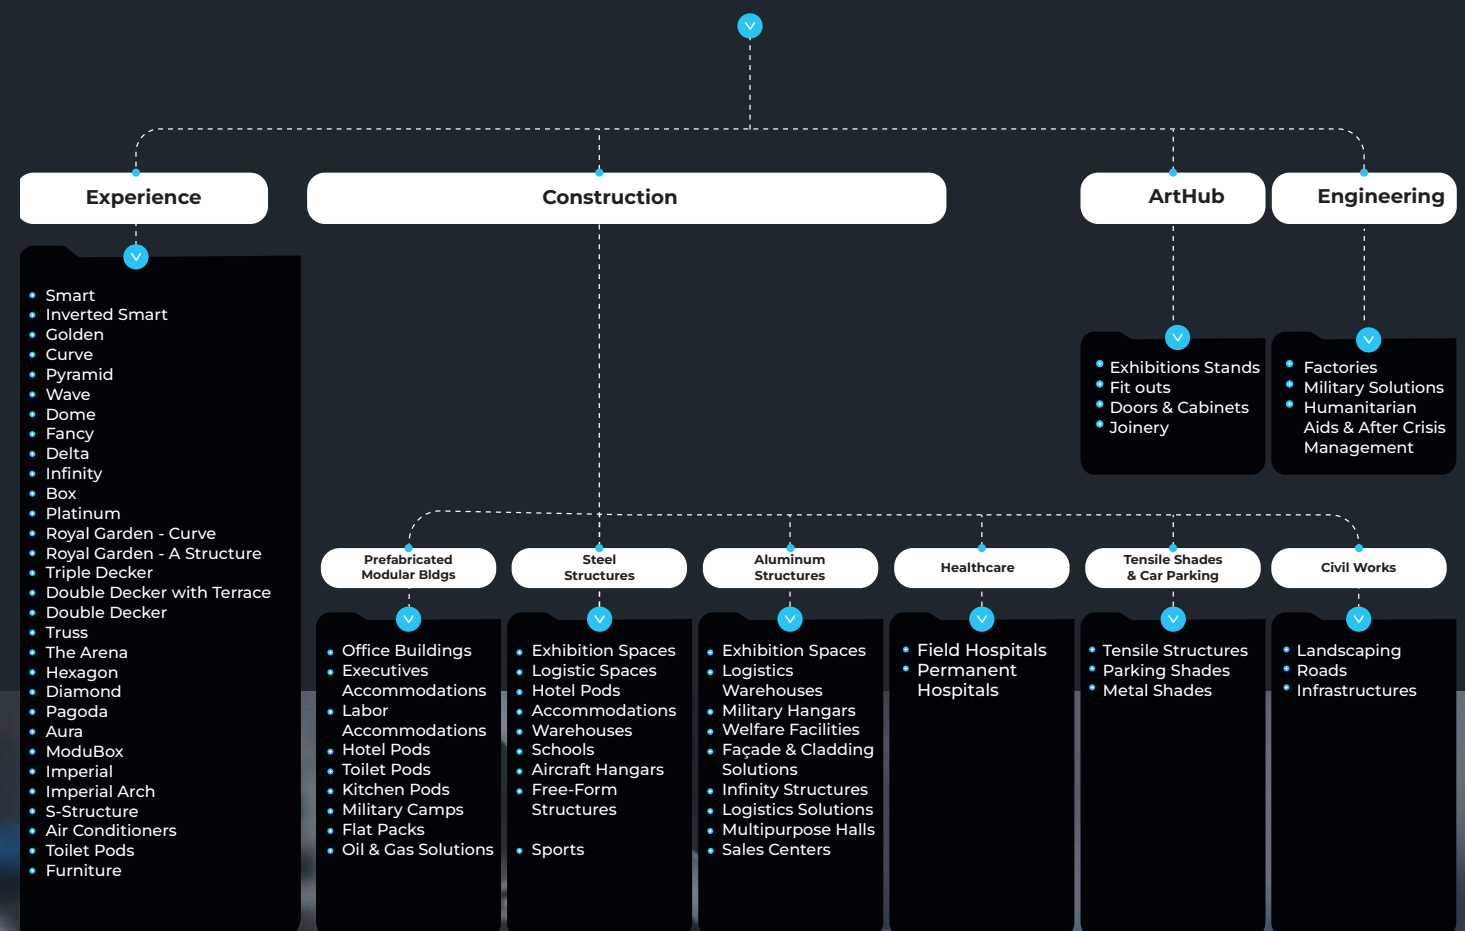 Experience
Construction
ArtHub
Engineering
Smart
Inverted Smart
Golden
Curve
Pyramid
Wave
Dome
Fancy
Delta
Infinity
Box
Platinum
Royal Garden - Curve
Royal Garden - A Structure
Triple Decker
Double Decker with Terrace
Double Decker
Truss
The Arena
Hexagon
Diamond
Pagoda
Aura
ModuBox
Imperial
Imperial Arch
S-Structure
Air Conditioners
Toilet Pods
Furniture
Exhibitions Stands
Fit outs
Doors & Cabinets
Joinery
Factories
Military Solutions
Humanitarian
Aids & After Crisis
Management
Prefabricated
Modular Bldgs
Office Buildings
Executives
Accommodations
Labor
Accommodations
Hotel Pods
Toilet Pods
Kitchen Pods
Military Camps
Flat Packs
Oil & Gas Solutions
Steel
Structures
Exhibition Spaces
Logistic Spaces
Hotel Pods
Accommodations
Warehouses
Schools
Aircraft Hangars
Free-Form
Structures
Sports
Aluminum
Structures
Exhibition Spaces
Logistics
Warehouses
Military Hangars
Welfare Facilities
Façade & Cladding
Solutions
Infinity Structures
Logistics Solutions
Multipurpose Halls
Sales Centers
Healthcare
Field Hospitals
Permanent
Hospitals
Tensile Shades
& Car Parking
Tensile Structures
Parking Shades
Metal Shades
Civil Works
Landscaping
Roads
Infrastructures